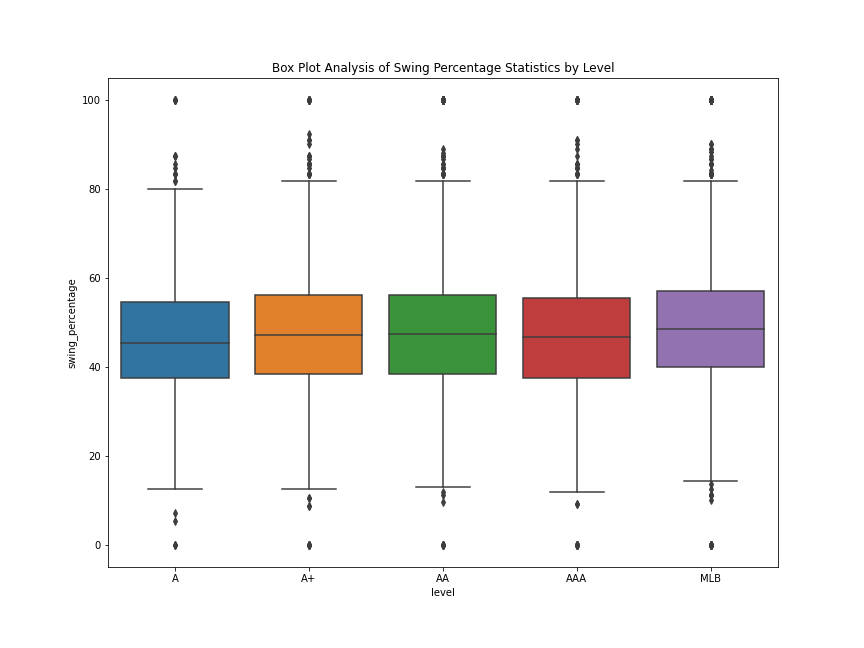 Box Plot Analysis of Swing Percentage Statistics by Level
100
80
60
40
20
0
swing_percentage
A A+ AA AAA MLB
level